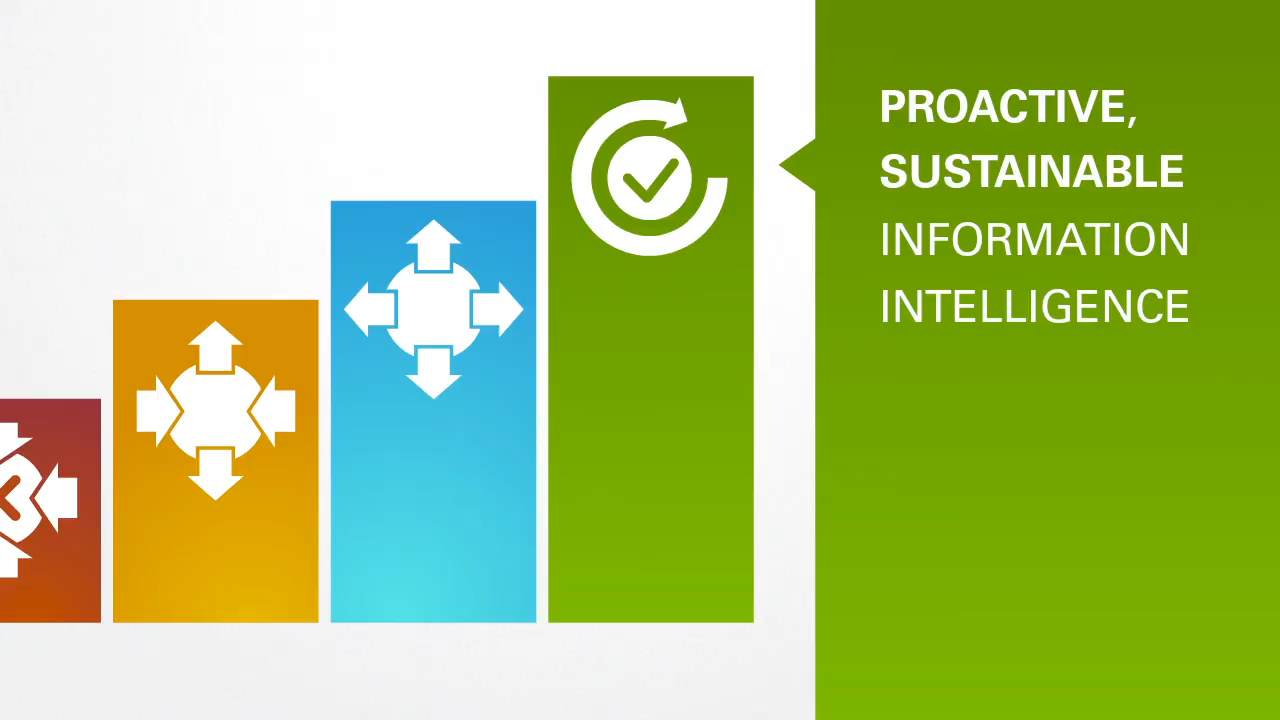 PROACTIVE,
SUSTAINABLE
INFORMATION
INTELLIGENCE